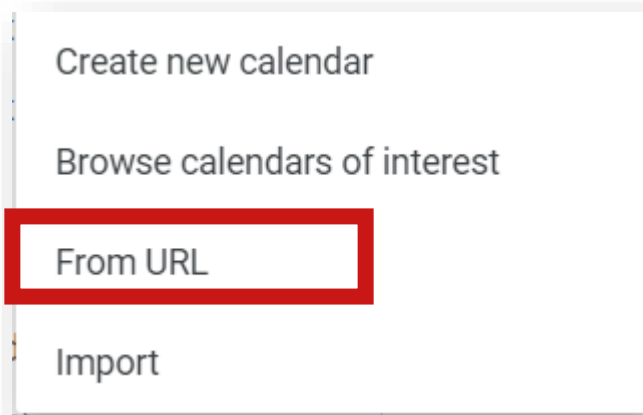 Create new calendar
Browse calendars of interest
From URL
Import